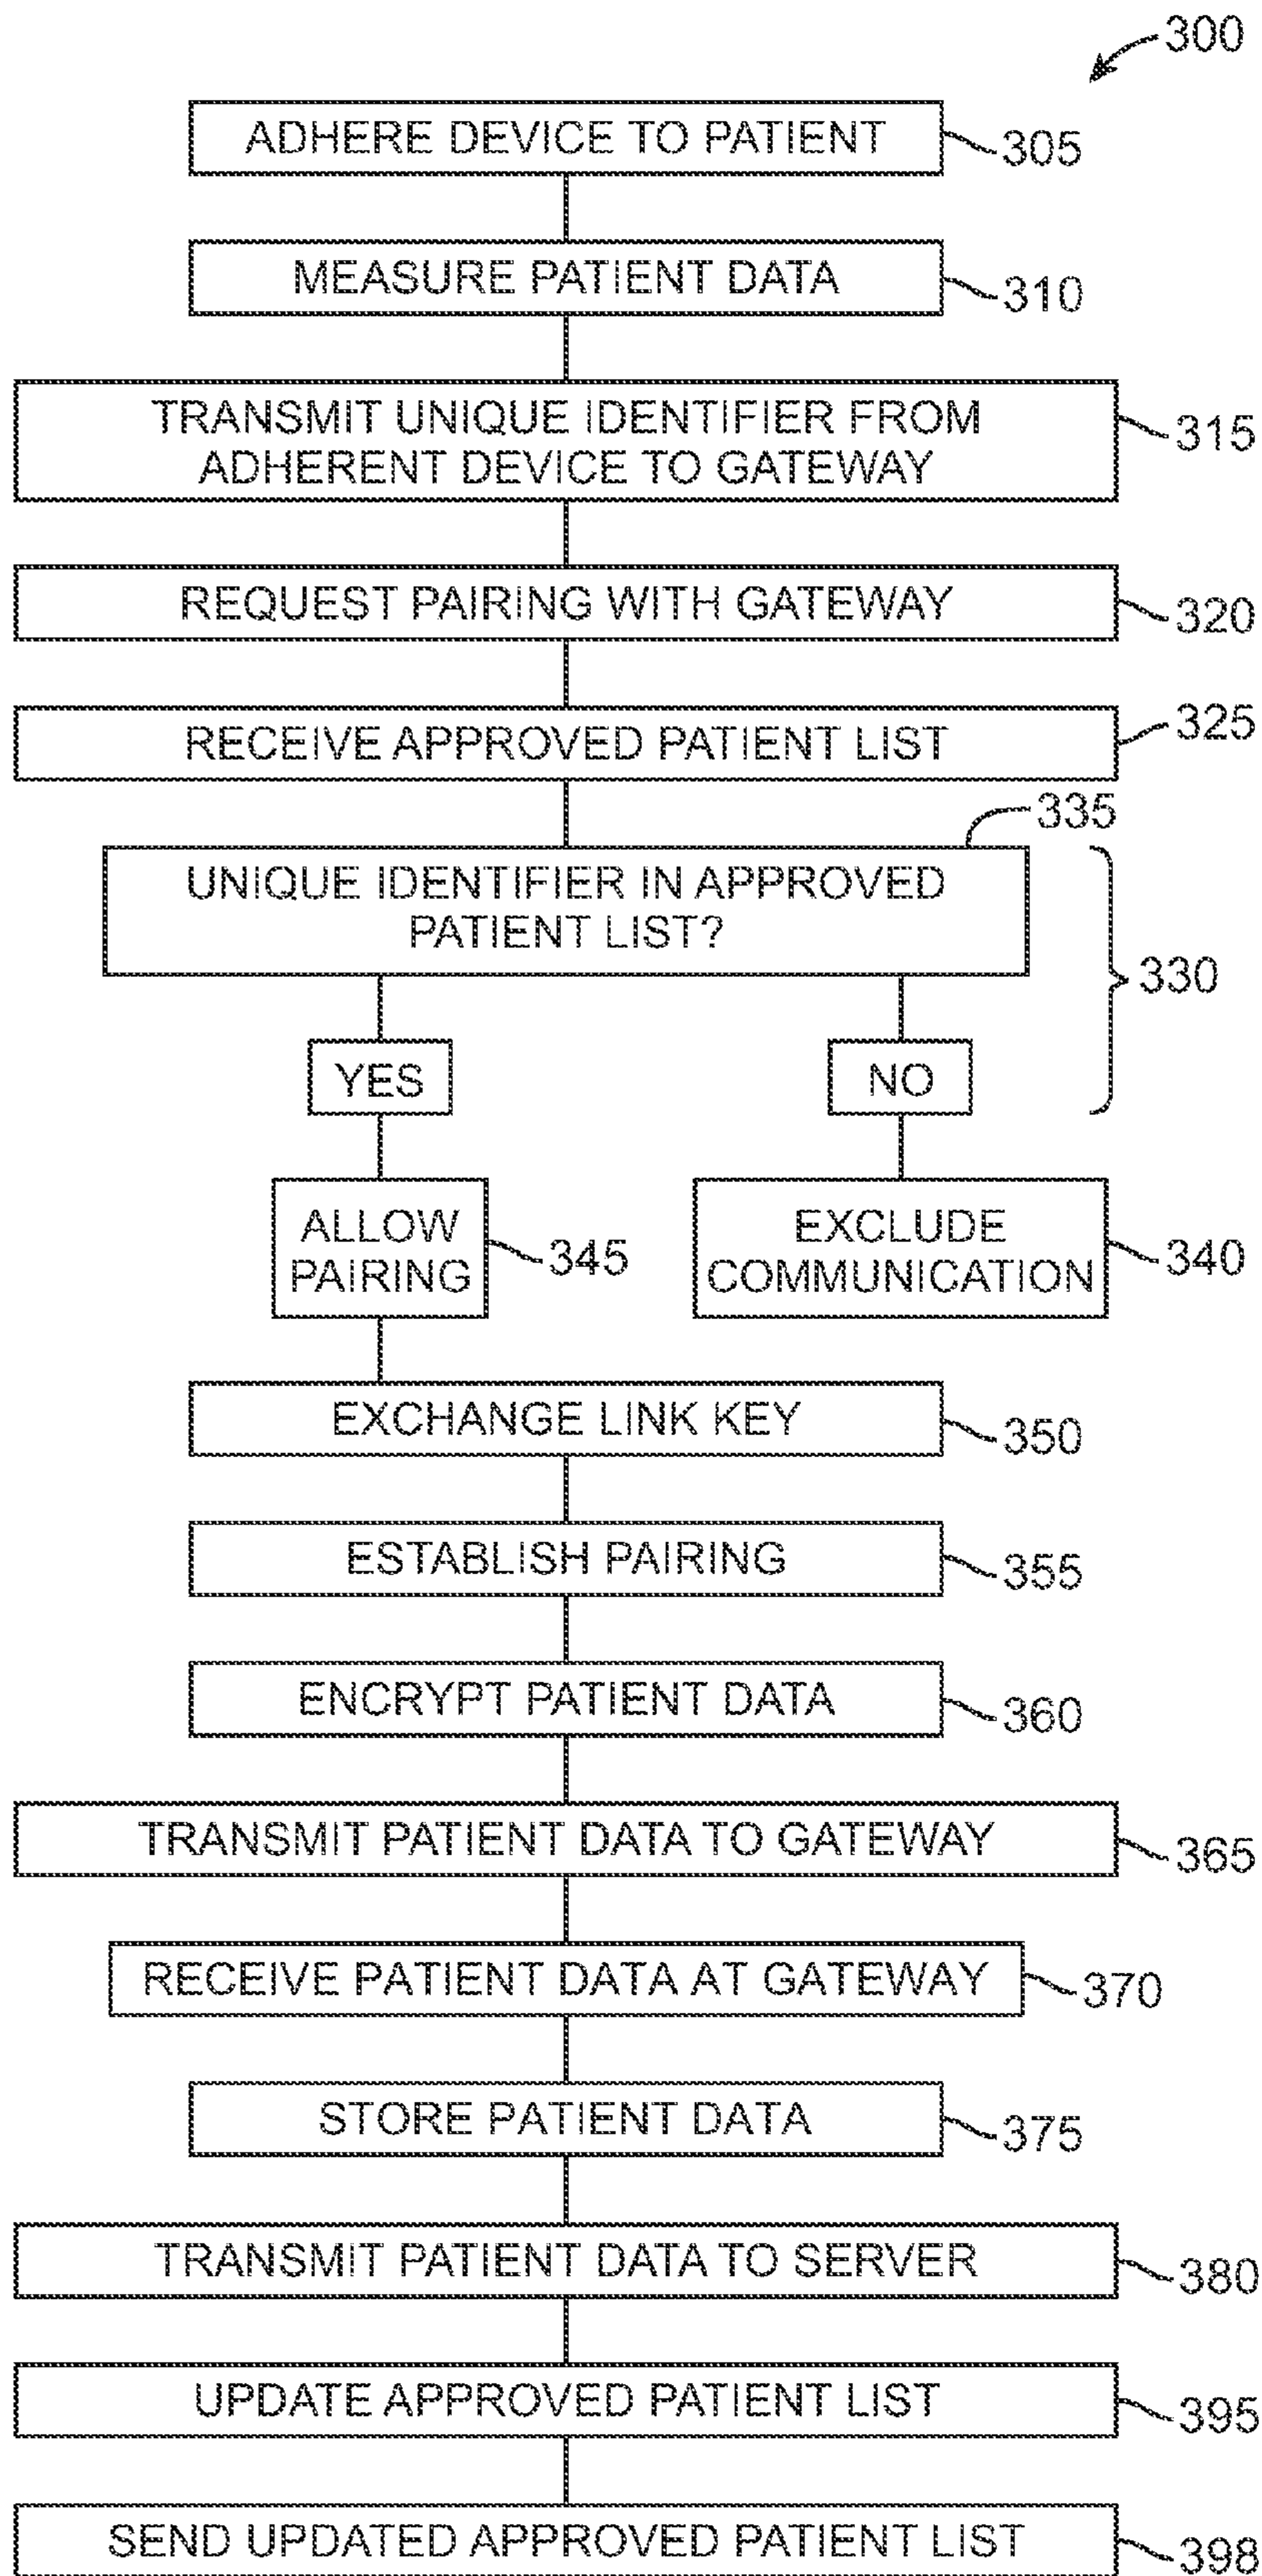 300
ADHERE DEVICE TO PATIENT
305
MEASURE PATIENT DATA
310
TRANSMIT UNIQUE IDENTIFIER FROM
ADHERENT DEVICE TO GATEWAY
315
REQUEST PAIRING WITH GATEWAY
320
RECEIVE APPROVED PATIENT LIST
325
335
UNIQUE IDENTIFIER IN APPROVED
PATIENT LIST?
330
YES
NO
ALLOW
PAIRING
345
EXCLUDE
COMMUNICATION
340
EXCHANGE LINK KEY
350
ESTABLISH PAIRING
355
ENCRYPT PATIENT DATA
360
TRANSMIT PATIENT DATA TO GATEWAY
365
RECEIVE PATIENT DATA AT GATEWAY
370
STORE PATIENT DATA
375
TRANSMIT PATIENT DATA TO SERVER
380
UPDATE APPROVED PATIENT LIST
395
SEND UPDATED APPROVED PATIENT LIST
398